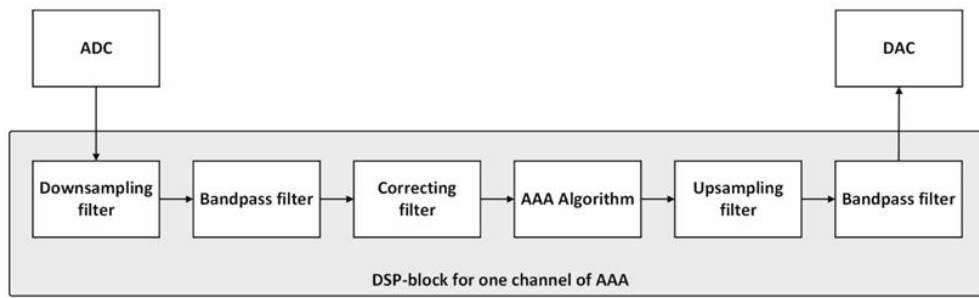 ADC
DAC
Downsampling
filter
Bandpass filter
Correcting
filter
AAA Algorithm
Upsampling
filter
Bandpass filter
DSP-block for one channel of AAA